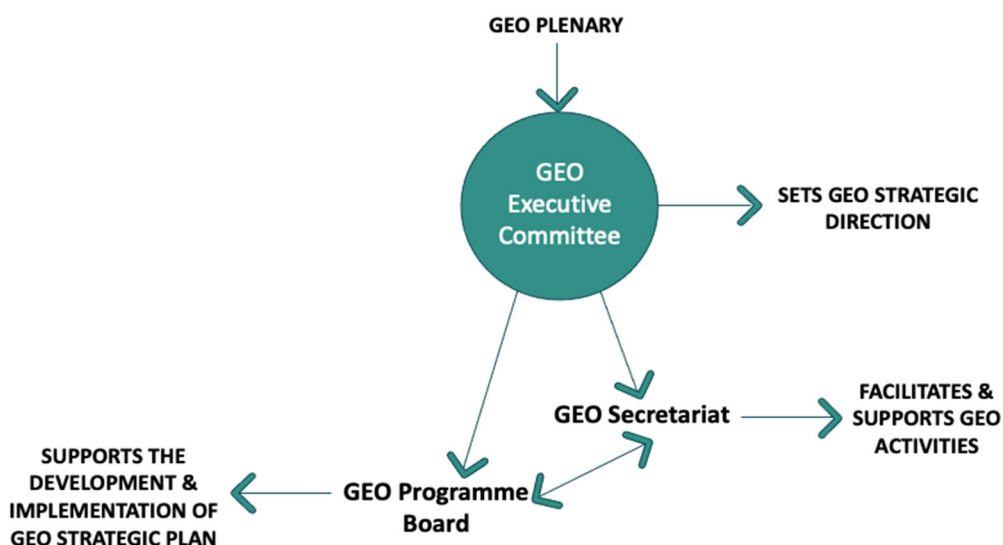 GEO PLENARY
GEO
Executive
Committee
SETS GEO STRATEGIC
DIRECTION
GEO Secretariat
FACILITATES &
SUPPORTS GEO
ACTIVITIES
GEO Programme
Board
SUPPORTS THE
DEVELOPMENT &
IMPLEMENTATION OF
GEO STRATEGIC PLAN